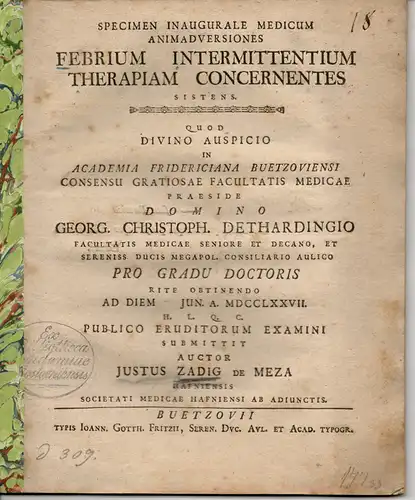 18
SPECIMEN INAUGURALE MEDICUM
ANIMADVERSIONES
FEBRIUM INTERMITTENTIUM
THERAPIAM CONCERNENTES
SISTENS.
QUOD
DIVINO AUSPICIO
IN
ACADEMIA FRIDERICIANA BUETZOVIENSI
CONSENSU GRATIOSAE FACULTATIS MEDICAE
PRAESIDE
DOMINO
GEORG. CHRISTOPH. DETHARDINGIO
FACULTATIS MEDICAE SENIORE ET DECANO, ET
SERENISS DUCIS MEGAPOL. CONSILIARIO AULICO
PRO GRADU DOCTORIS
RITE OBTINENDO
AD DIEM JUN. A. MDCCLXXVII.
H. L. Q. C.
PUBLICO ERUDITORUM EXAMINI
SUBMITTIT
AUCTOR
JUSTUS ZADIG DE MEZA
HAFNIENSIS
SOCIETATI MEDICAE HAFNIENSI AB ADJUNCTIS.
BUETZOVII
TYPIS IOANN. GOTTH. FRITZII, SEREN. DVC. AVL. ET ACAD. TYPOGR.
d 309.